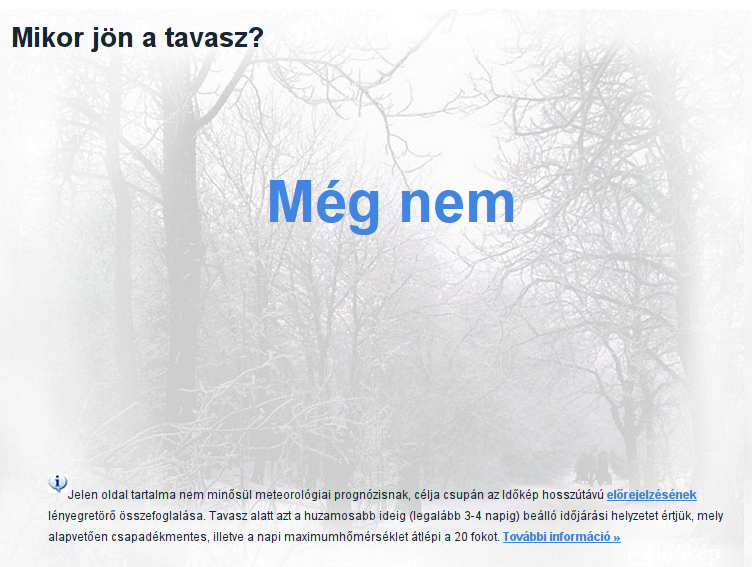 Mikor jön a tavasz?
Még nem
Jelen oldal tartalma nem minősül meteorológiai prognózisnak, célja csupán az Időkép hosszútávú előrejelzésének
lényegretörő összefoglalása. Tavasz alatt azt a huzamosabb ideig (legalább 3-4 napig) beálló időjárási helyzetet értjük, mely
alapvetően csapadékmentes, illetve a napi maximumhőmérséklet átlépi a 20 fokot. További információ »
időkép